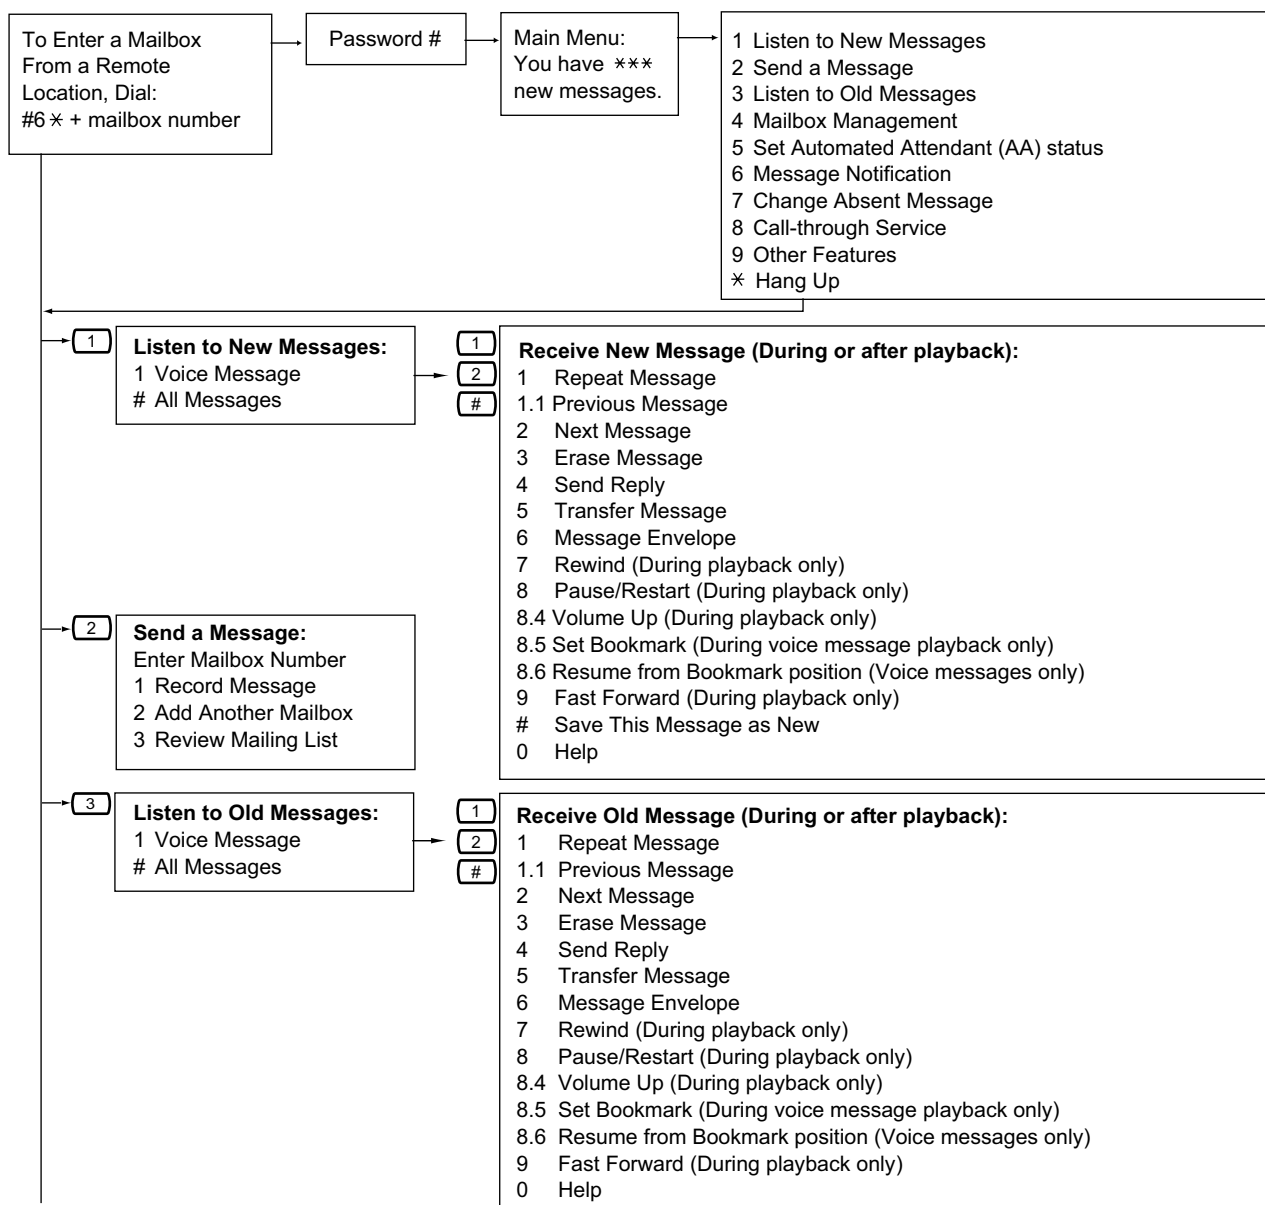 To Enter a Mailbox
From a Remote
Location, Dial:
#6* + mailbox number
Password #
Main Menu:
You have ***
new messages.
1 Listen to New Messages
2 Send a Message
3 Listen to Old Messages
4 Mailbox Management
5 Set Automated Attendant (AA) status
6 Message Notification
7 Change Absent Message
8 Call-through Service
9 Other Features
* Hang Up
1
Listen to New Messages:
1 Voice Message
# All Messages
1
2
#
Receive New Message (During or after playback):
1 Repeat Message
1.1 Previous Message
2 Next Message
3 Erase Message
4 Send Reply
5 Transfer Message
6 Message Envelope
7 Rewind (During playback only)
8 Pause/Restart (During playback only)
8.4 Volume Up (During playback only)
8.5 Set Bookmark (During voice message playback only)
8.6 Resume from Bookmark position (Voice messages only)
9 Fast Forward (During playback only)
# Save This Message as New
0 Help
2
Send a Message:
Enter Mailbox Number
1 Record Message
2 Add Another Mailbox
3 Review Mailing List
3
Listen to Old Messages:
1 Voice Message
# All Messages
1
2
#
Receive Old Message (During or after playback):
1 Repeat Message
1.1 Previous Message
2 Next Message
3 Erase Message
4 Send Reply
5 Transfer Message
6 Message Envelope
7 Rewind (During playback only)
8 Pause/Restart (During playback only)
8.4 Volume Up (During playback only)
8.5 Set Bookmark (During voice message playback only)
8.6 Resume from Bookmark position (Voice messages only)
9 Fast Forward (During playback only)
0 Help